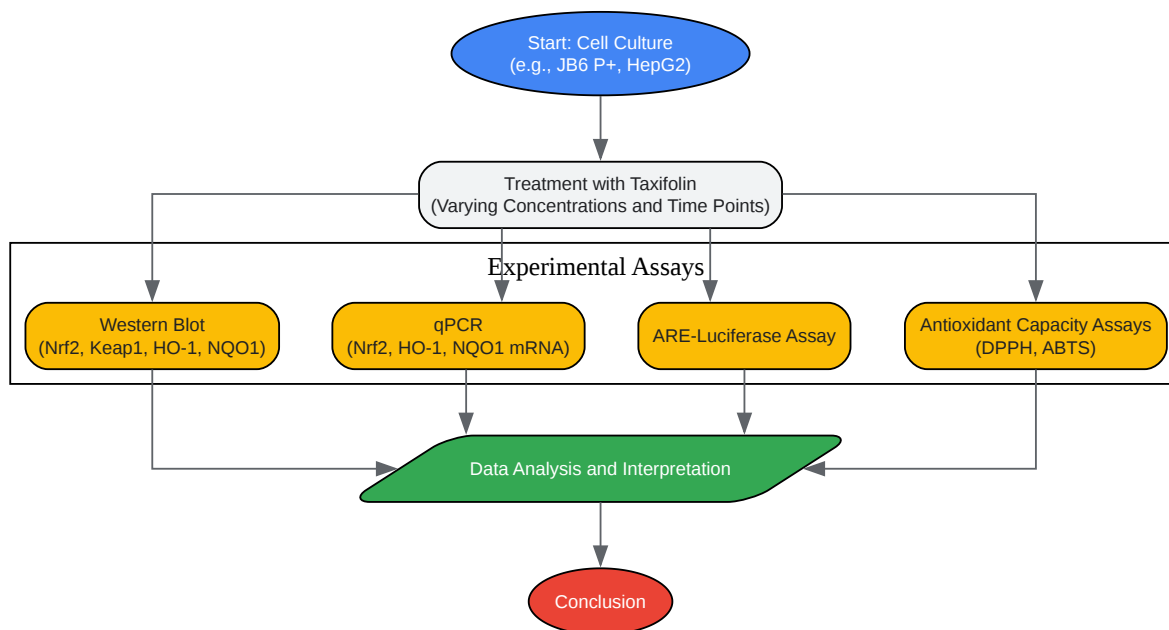 Start: Cell Culture
(e.g., JB6 P+, HepG2)
Treatment with Taxifolin
(Varying Concentrations and Time Points)
Experimental Assays
Western Blot
(Nrf2, Keap1, HO-1, NQO1)
qPCR
(Nrf2, HO-1, NQO1 mRNA)
ARE-Luciferase Assay
Antioxidant Capacity Assays
(DPPH, ABTS)
Data Analysis and Interpretation
Conclusion